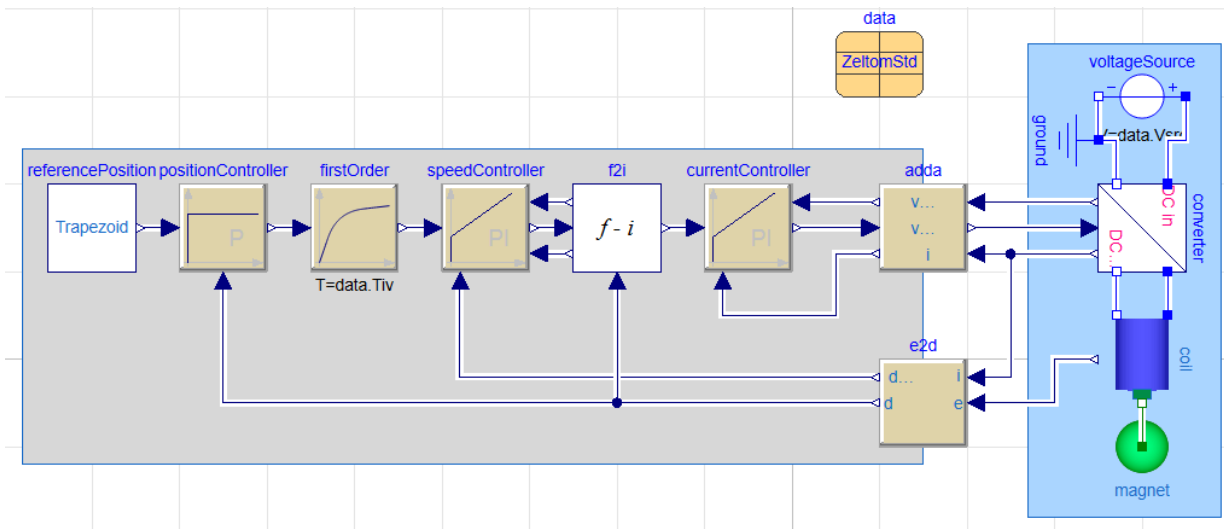 data
ZeltomStd
voltageSource
− +
ground
V=data.Vsrc
referencePosition positionController firstOrder speedController f2i currentController adda
Trapezoid
P
PI
f - i
PI
v...
v...
i
DC in
DC...
converter
T=data.Tiv
e2d
d... i
d e
coil
magnet